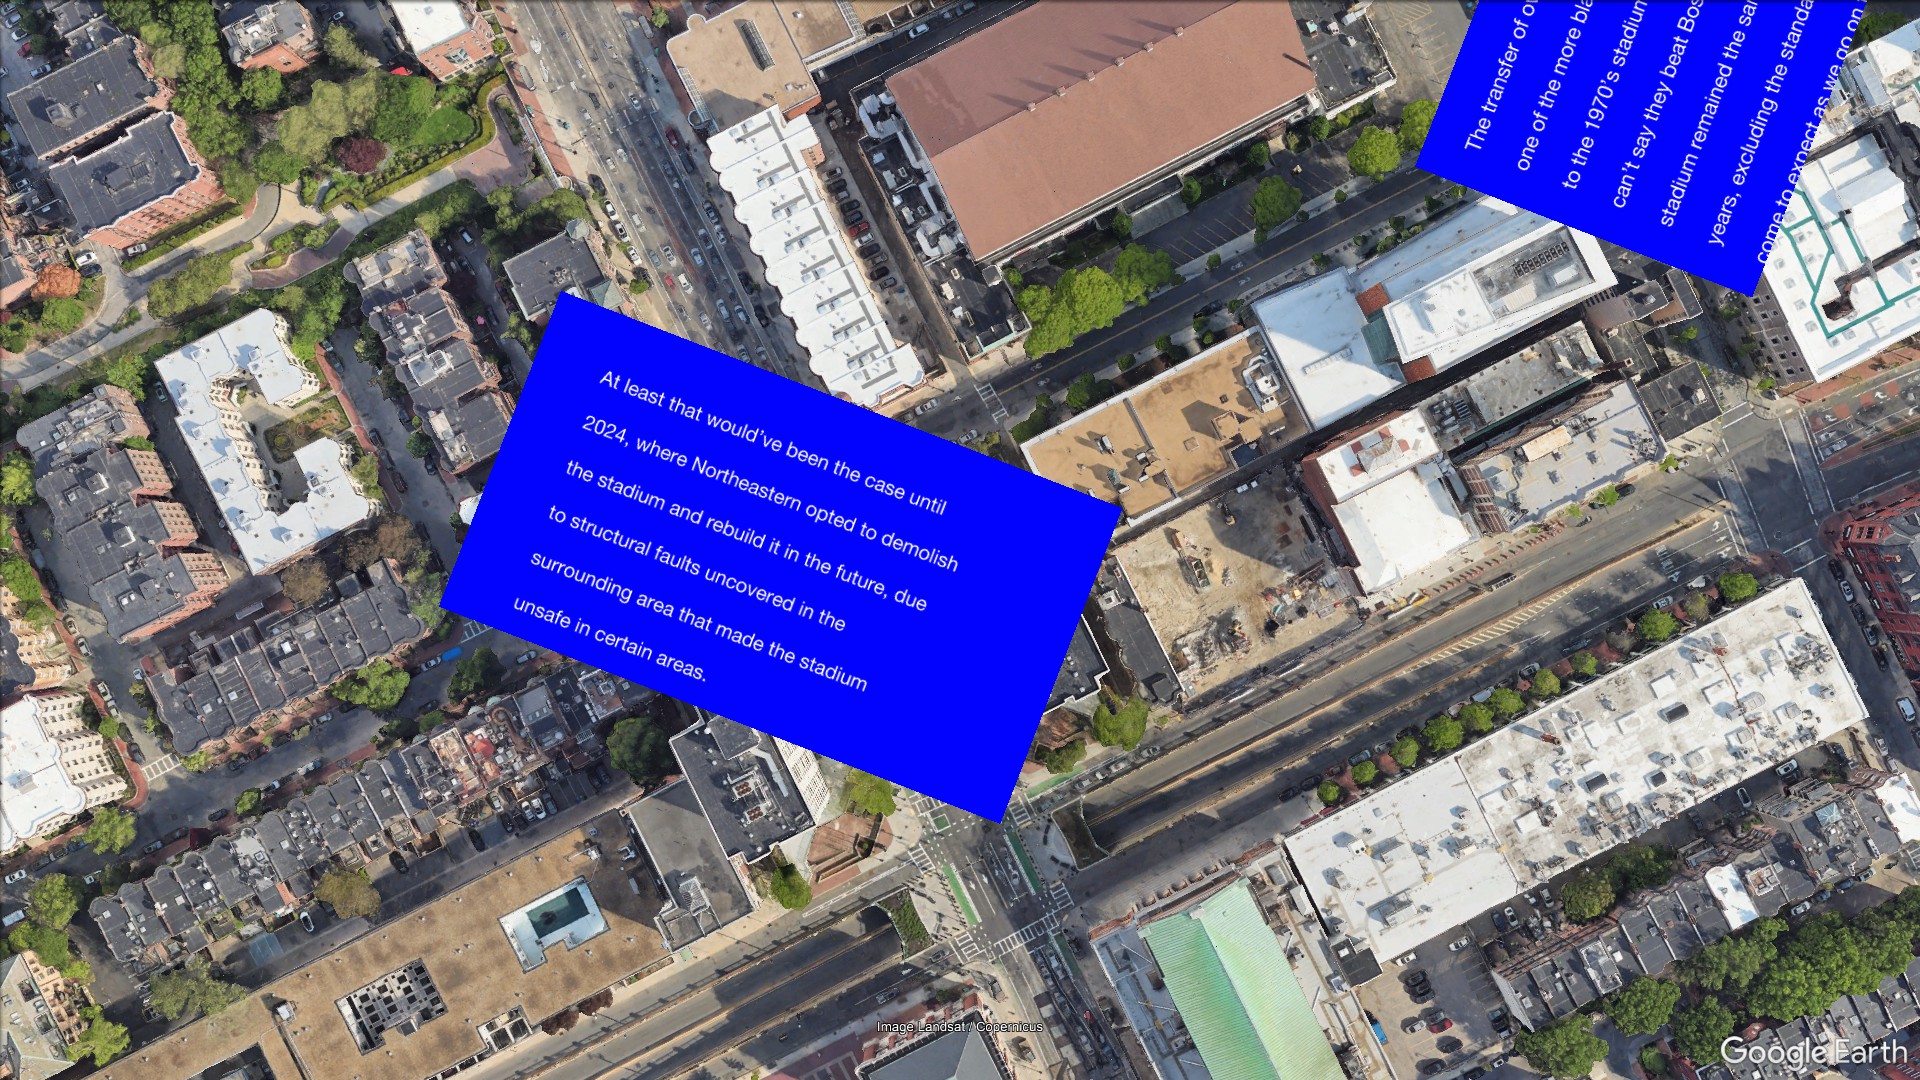 At least that would've been the case until
2024, where Northeastern opted to demolish
the stadium and rebuild it in the future, due
to structural faults uncovered in the
surrounding area that made the stadium
unsafe in certain areas.
The transfer of
one of the more
to the 1970's stadium
can't say they beat
stadium remained the
years, excluding the
come to expect as we go on
Image Landsat / Copernicus
Google Earth